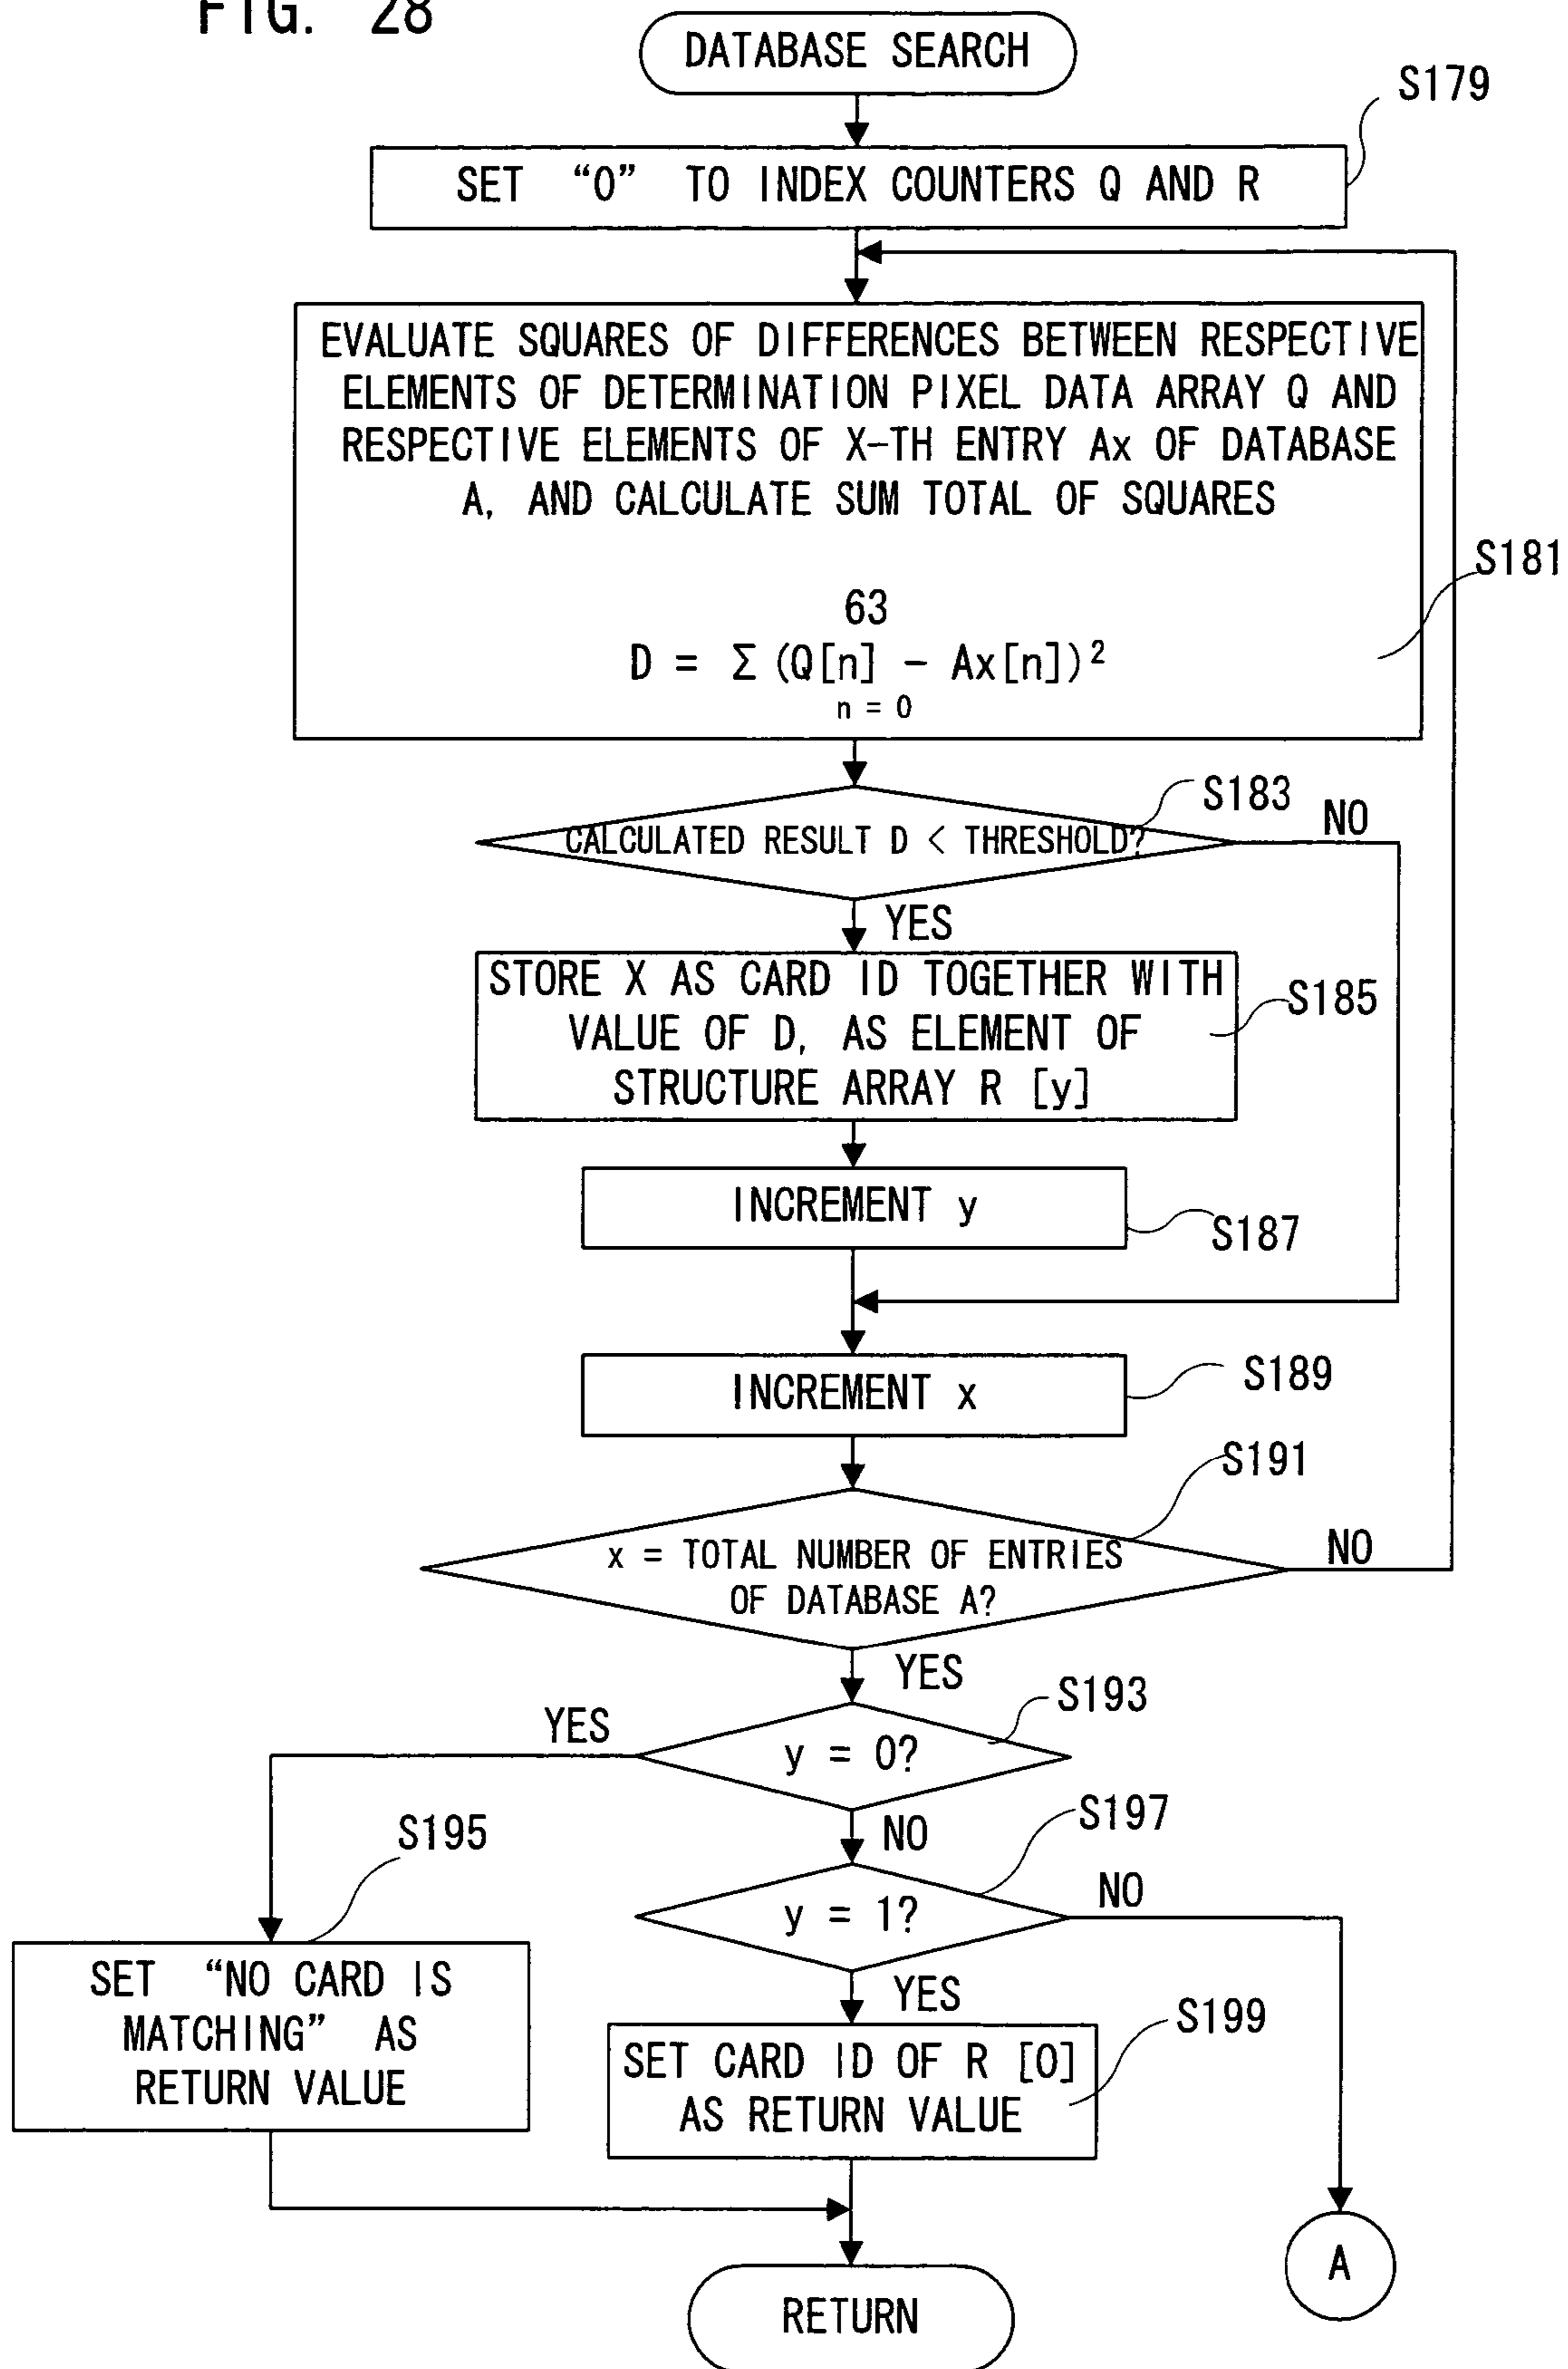 FIG. 28
DATABASE SEARCH
S179
SET “0” TO INDEX COUNTERS Q AND R
EVALUATE SQUARES OF DIFFERENCES BETWEEN RESPECTIVE
ELEMENTS OF DETERMINATION PIXEL DATA ARRAY Q AND
RESPECTIVE ELEMENTS OF X-TH ENTRY Ax OF DATABASE
A, AND CALCULATE SUM TOTAL OF SQUARES
S181
63
D = Σ (Q[n] - Ax[n])²
n = 0
S183
CALCULATED RESULT D < THRESHOLD?
NO
YES
STORE X AS CARD ID TOGETHER WITH
VALUE OF D, AS ELEMENT OF
STRUCTURE ARRAY R [y]
S185
INCREMENT y
S187
INCREMENT x
S189
S191
x = TOTAL NUMBER OF ENTRIES
OF DATABASE A?
NO
YES
S193
YES
y = 0?
S197
NO
S195
y = 1?
NO
SET “NO CARD IS
MATCHING” AS
RETURN VALUE
YES
S199
SET CARD ID OF R [0]
AS RETURN VALUE
A
RETURN